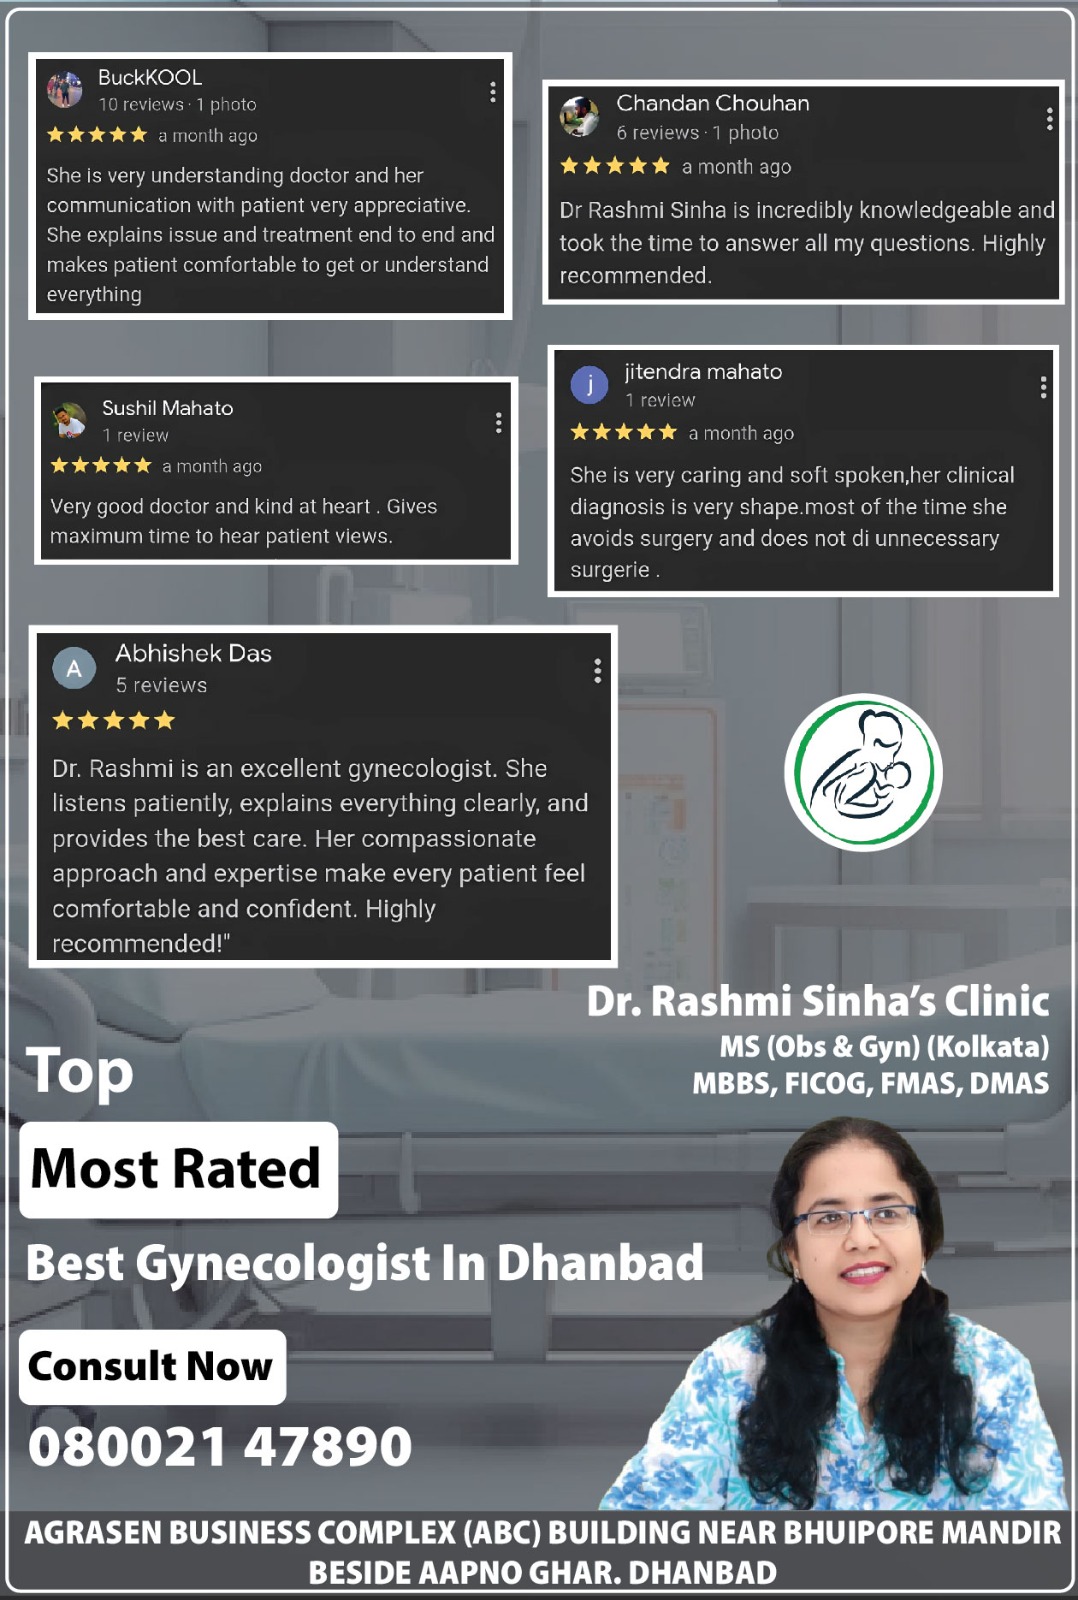 BuckKOOL
10 reviews · 1 photo
a month ago
She is very understanding doctor and her
communication with patient very appreciative.
She explains issue and treatment end to end and
makes patient comfortable to get or understand
everything
Chandan Chouhan
6 reviews · 1 photo
a month ago
Dr Rashmi Sinha is incredibly knowledgeable and
took the time to answer all my questions. Highly
recommended.
Sushil Mahato
1 review
a month ago
Very good doctor and kind at heart . Gives
maximum time to hear patient views.
j
jitendra mahato
1 review
a month ago
She is very caring and soft spoken,her clinical
diagnosis is very shape.most of the time she
avoids surgery and does not di unnecessary
surgerie .
A
Abhishek Das
5 reviews
Dr. Rashmi is an excellent gynecologist. She
listens patiently, explains everything clearly, and
provides the best care. Her compassionate
approach and expertise make every patient feel
comfortable and confident. Highly
recommended!"
Dr. Rashmi Sinha's Clinic
MS (Obs & Gyn) (Kolkata)
MBBS, FICOG, FMAS, DMAS
Top
Most Rated
Best Gynecologist In Dhanbad
Consult Now
080021 47890
AGRASEN BUSINESS COMPLEX (ABC) BUILDING NEAR BHUIPORE MANDIR
BESIDE AAPNO GHAR. DHANBAD